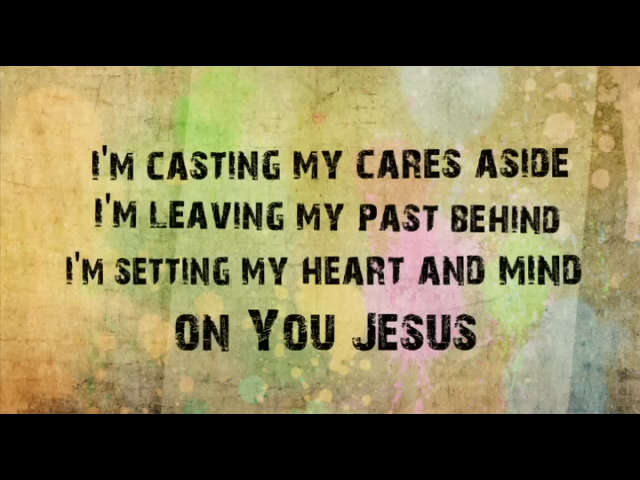 I'M CASTING MY CARES ASIDE
I'M LEAVING MY PAST BEHIND
I'M SETTING MY HEART AND MIND
ON YOU JESUS